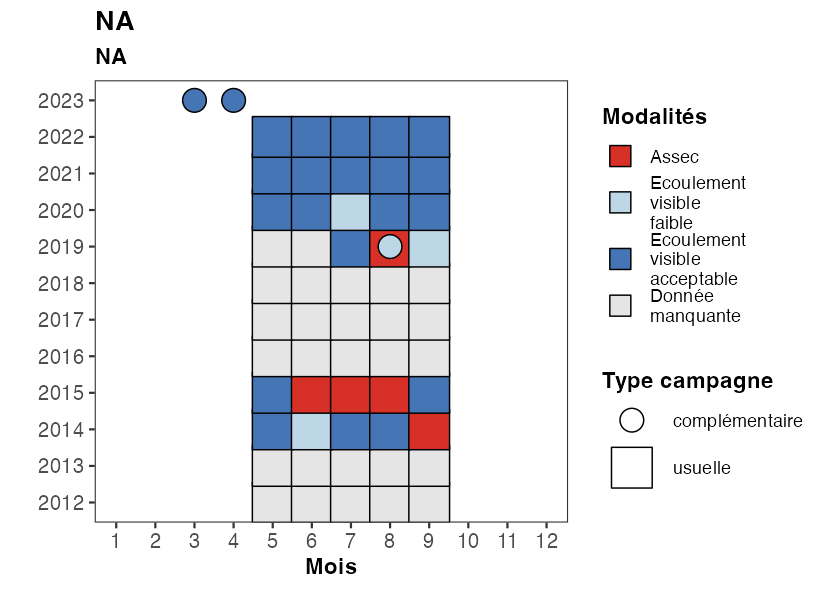 NA
NA
2023
2022
2021
2020
2019
2018
2017
2016
2015
2014
2013
2012
1 2 3 4 5 6 7 8 9 10 11 12
Mois
Modalités
Assec
Ecoulement
visible
faible
Ecoulement
visible
acceptable
Donnée
manquante
Type campagne
complémentaire
usuelle